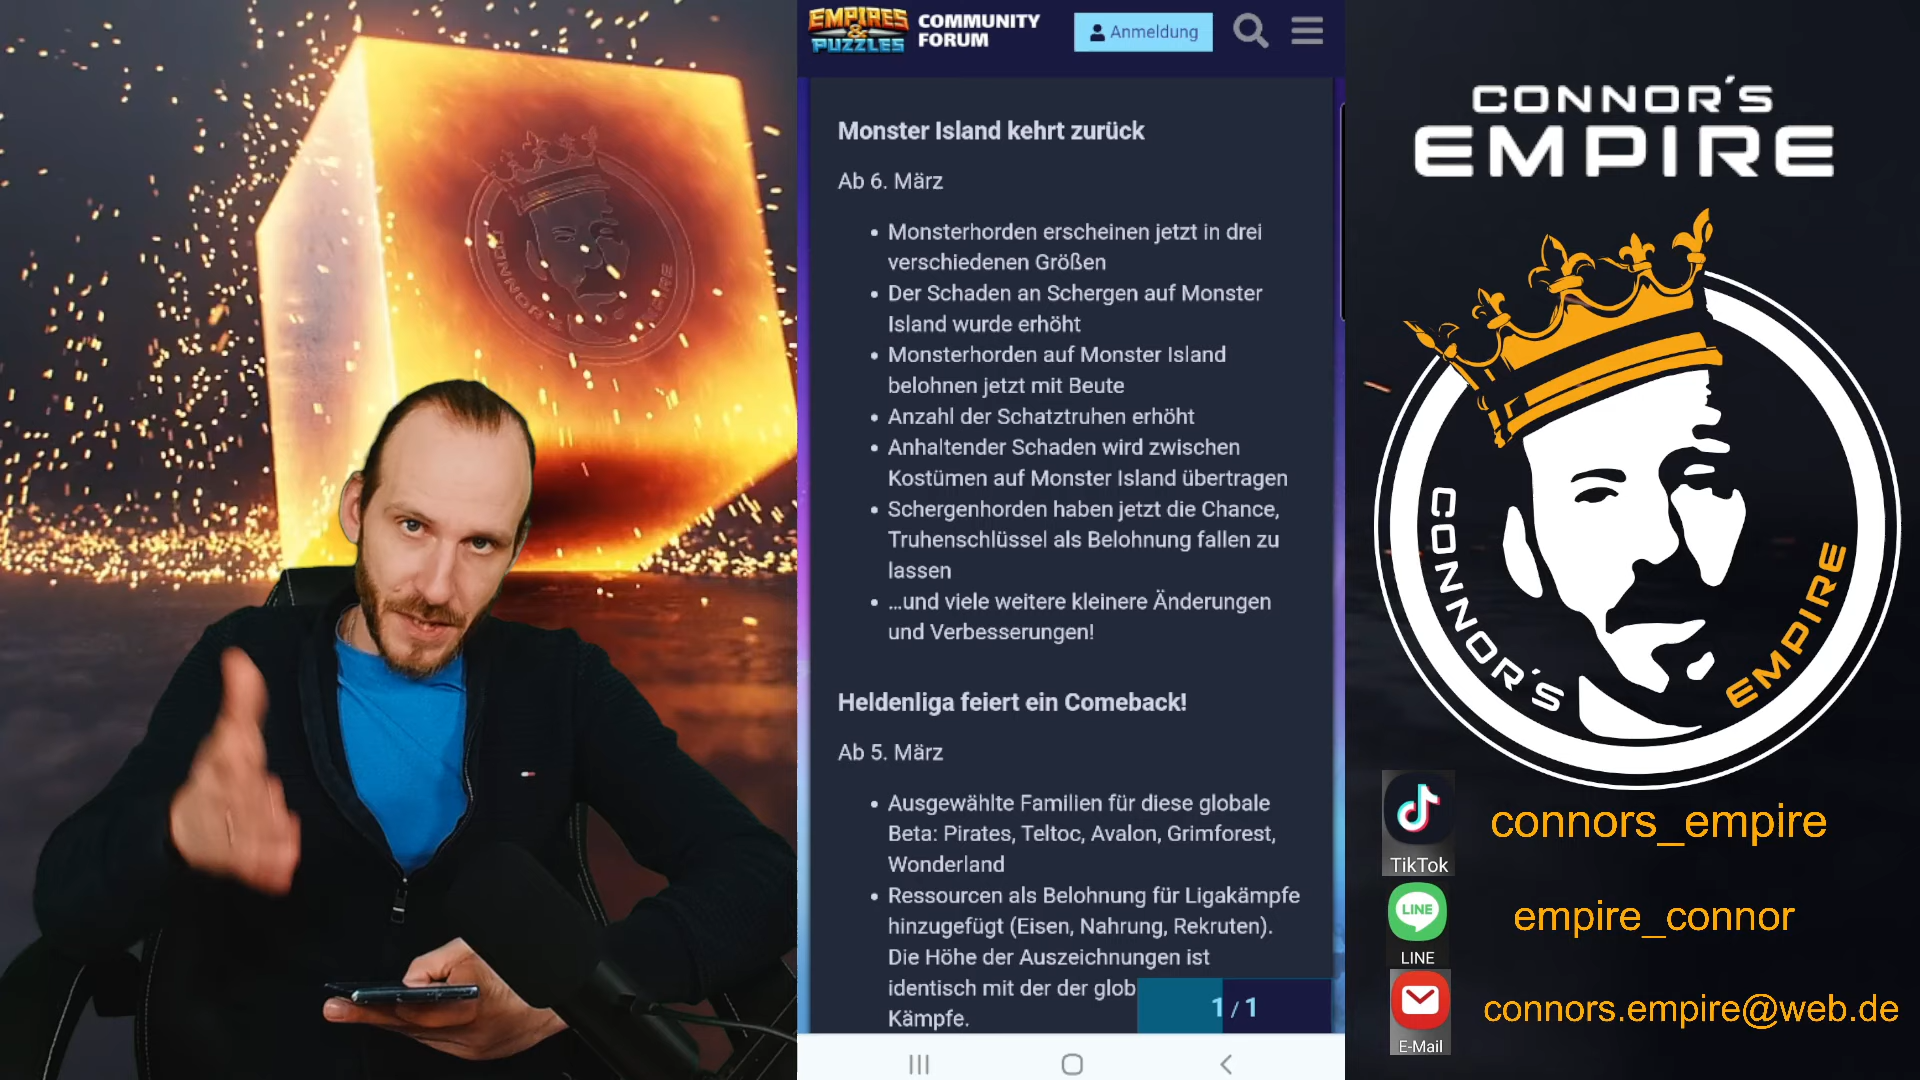 EMPIRES
&
PUZZLES
COMMUNITY
FORUM
Anmeldung
Monster Island kehrt zurück
Ab 6. März
• Monsterhorden erscheinen jetzt in drei
verschiedenen Größen
• Der Schaden an Schergen auf Monster
Island wurde erhöht
• Monsterhorden auf Monster Island
belohnen jetzt mit Beute
• Anzahl der Schatztruhen erhöht
• Anhaltender Schaden wird zwischen
Kostümen auf Monster Island übertragen
• Schergenhorden haben jetzt die Chance,
Truhenschlüssel als Belohnung fallen zu
lassen
• …und viele weitere kleinere Änderungen
und Verbesserungen!
Heldenliga feiert ein Comeback!
Ab 5. März
• Ausgewählte Familien für diese globale
Beta: Pirates, Teltoc, Avalon, Grimforest,
Wonderland
• Ressourcen als Belohnung für Ligakämpfe
hinzugefügt (Eisen, Nahrung, Rekruten).
Die Höhe der Auszeichnungen ist
identisch mit der der glob
Kämpfe.
1 / 1
CONNOR'S
EMPIRE
CONNOR'S
EMPIRE
TikTok
connors_empire
LINE
LINE
empire_connor
E-Mail
connors.empire@web.de
CONNOR'S
EMPIRE